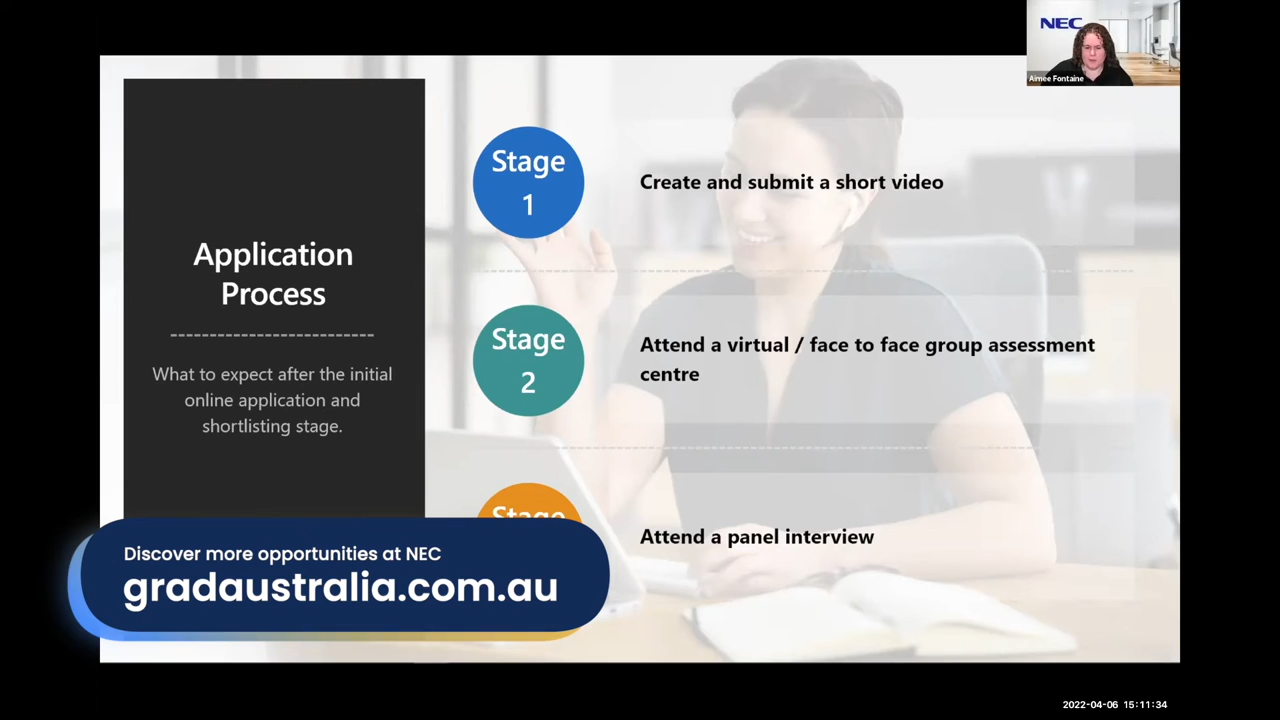 NEC
Aimee Fontaine
Application
Process
What to expect after the initial
online application and
shortlisting stage.
Stage
1
Create and submit a short video
Stage
2
Attend a virtual / face to face group assessment
centre
Stage
Attend a panel interview
Discover more opportunities at NEC
gradaustralia.com.au
2022-04-06 15:11:34